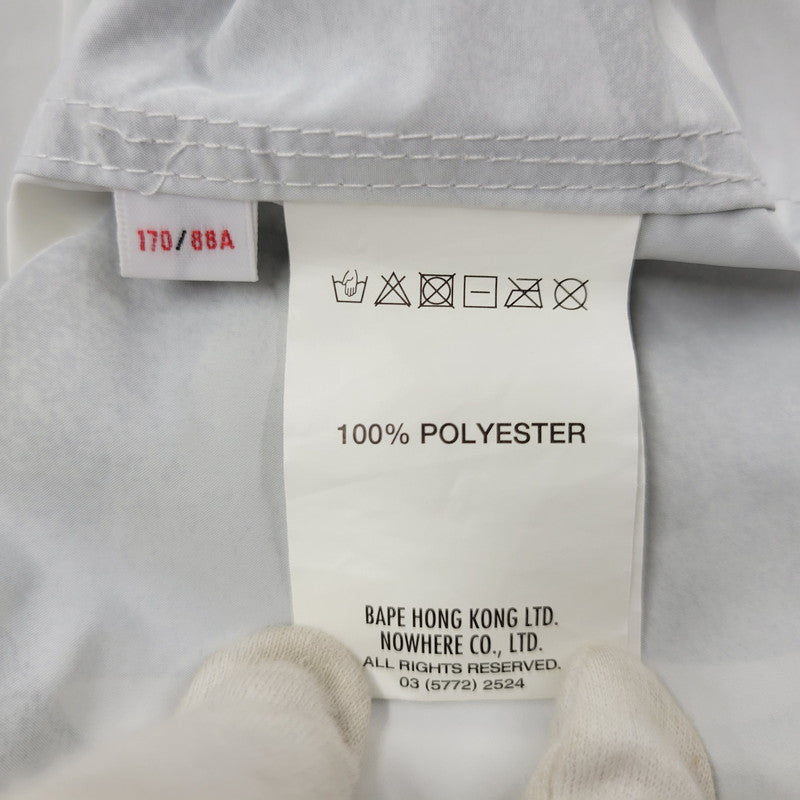 170/88A
100% POLYESTER
BAPE HONG KONG LTD.
NOWHERE CO., LTD.
ALL RIGHTS RESERVED.
03 (5772) 2524